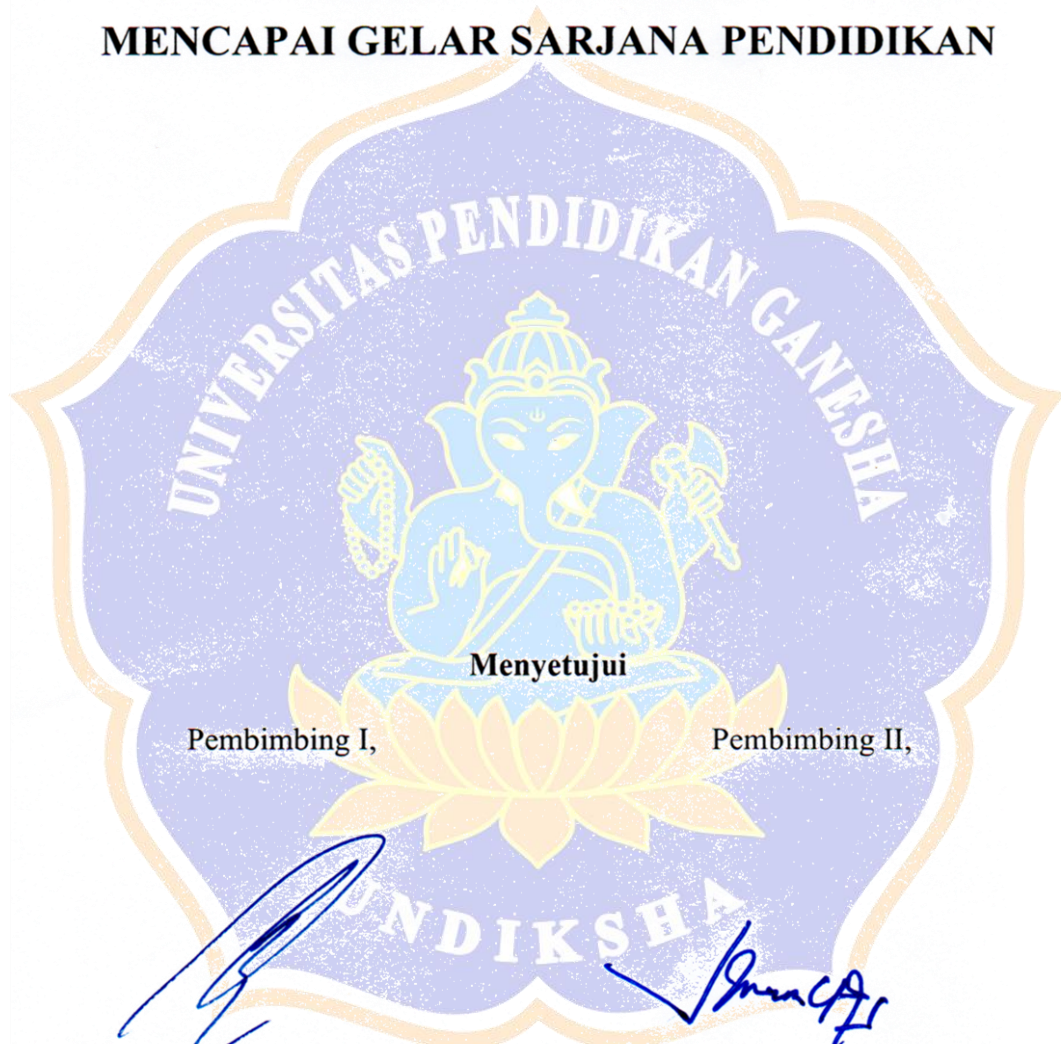 MENCAPAI GELAR SARJANA PENDIDIKAN
UNIVERSITAS PENDIDIKAN GANESHA
Menyetujui
Pembimbing I,
Pembimbing II,
UNDIKSHA